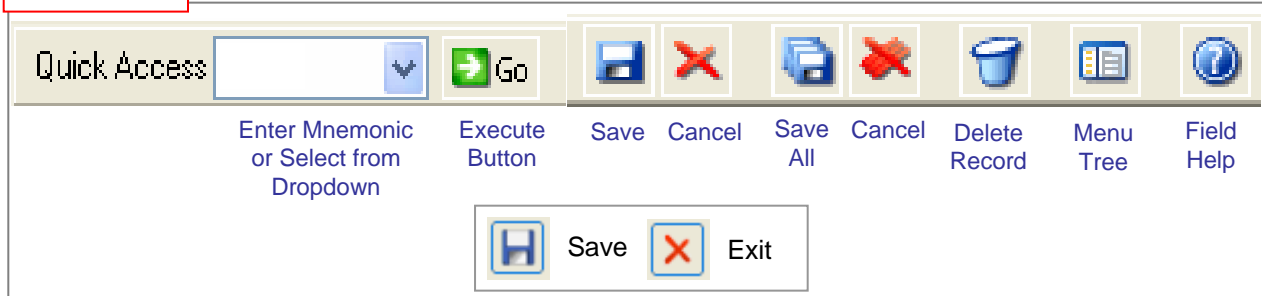 Quick Access Go
Enter Mnemonic or Select from Dropdown
Execute Button
Save
Cancel
Save All
Cancel
Delete Record
Menu Tree
Field Help
Save
Exit